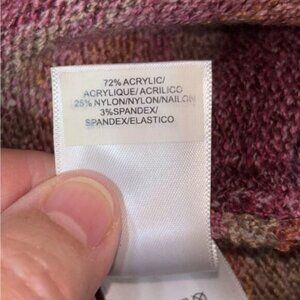 72% ACRYLIC/
ACRYLIQUE/ ACRILICO
25% NYLON/NYLON/NAILON
3% SPANDEX/
SPANDEX/ELASTICO